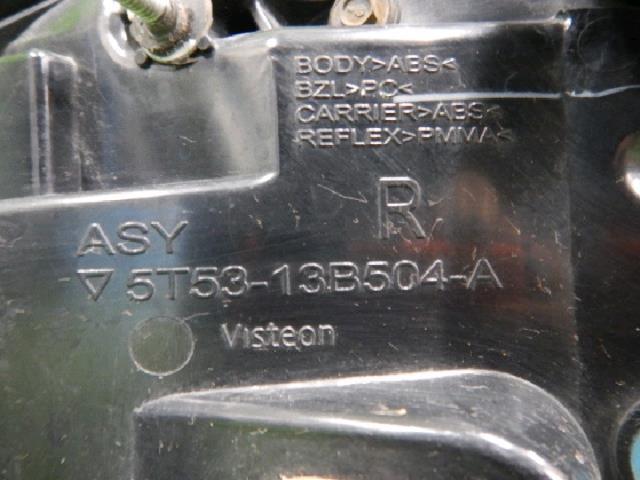 BODY>ABS<
BZL>PC<
CARRIER>ABS<
REFLEX>PMMA<
R
ASY
▽ 5T53-13B504-A
Visteon